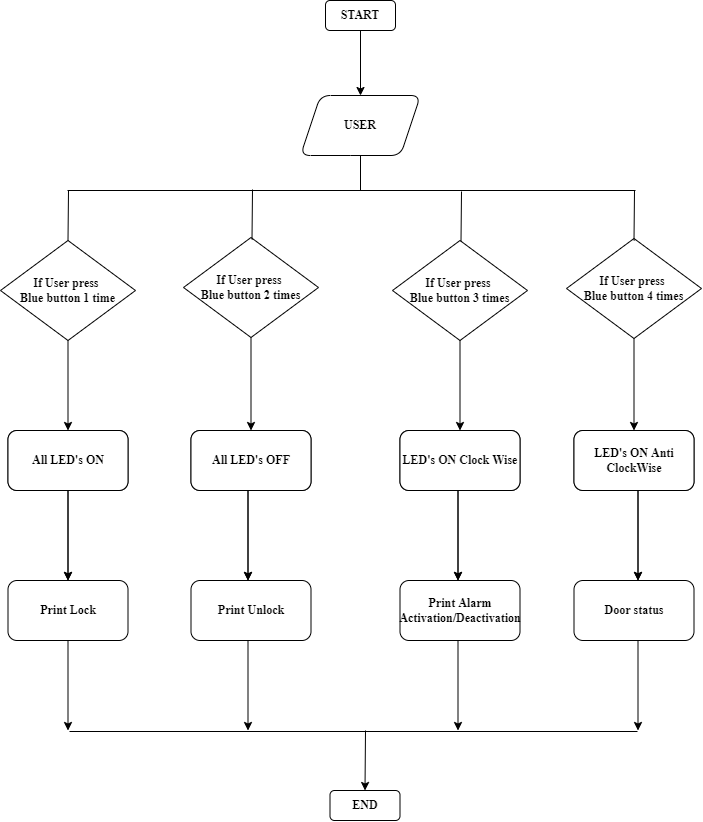 START
USER
If User press
Blue button 1 time
If User press
Blue button 2 times
If User press
Blue button 3 times
If User press
Blue button 4 times
All LED's ON
All LED's OFF
LED's ON Clock Wise
LED's ON Anti
ClockWise
Print Lock
Print Unlock
Print Alarm
Activation/Deactivation
Door status
END